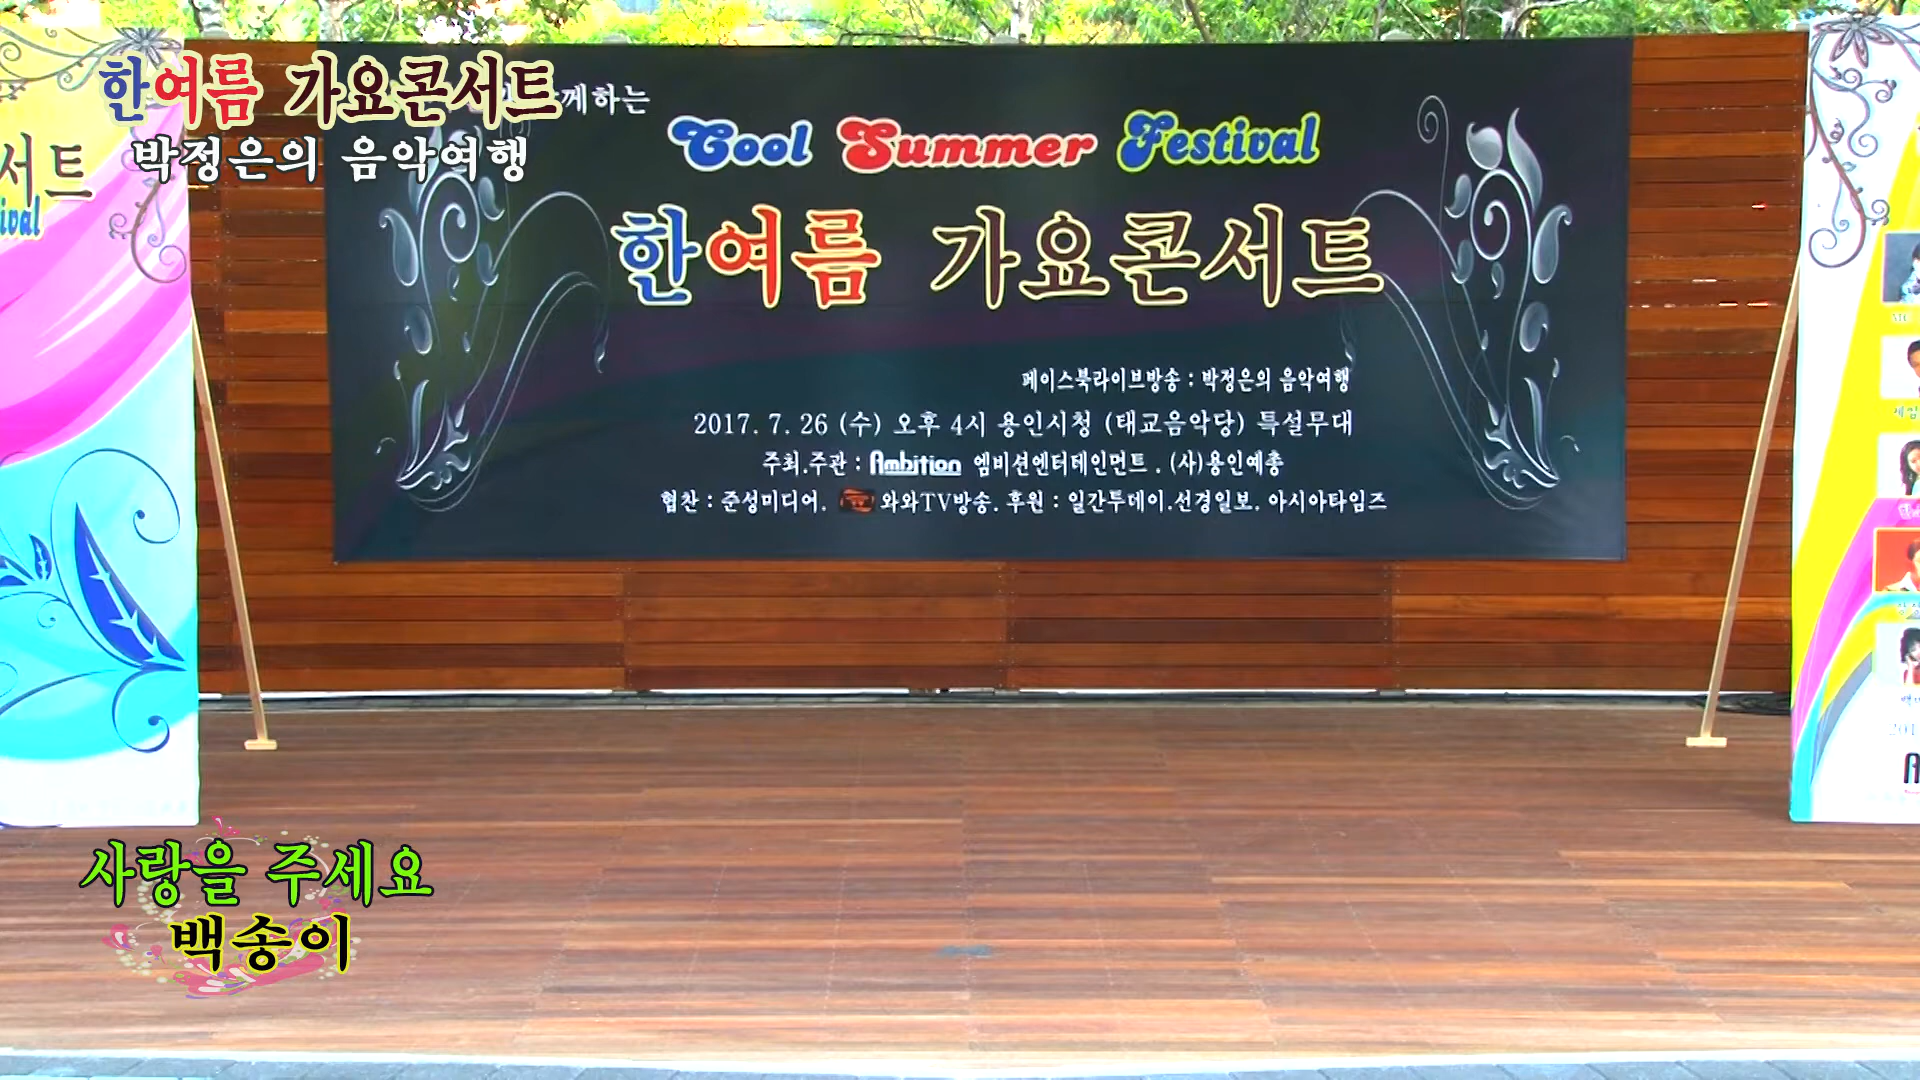 한여름 가요콘서트
박정은의 음악여행
께하는
Cool Summer Festival
한여름 가요콘서트
페이스북라이브방송 : 박정은의 음악여행
2017. 7. 26 (수) 오후 4시 용인시청 (태교음악당) 특설무대
주최.주관 : Ambition 엠비션엔터테인먼트 . (사)용인예총
협찬 : 준성미디어. 와와TV방송. 후원 : 일간투데이.선경일보. 아시아타임즈
서트
ival
사랑을 주세요
백송이